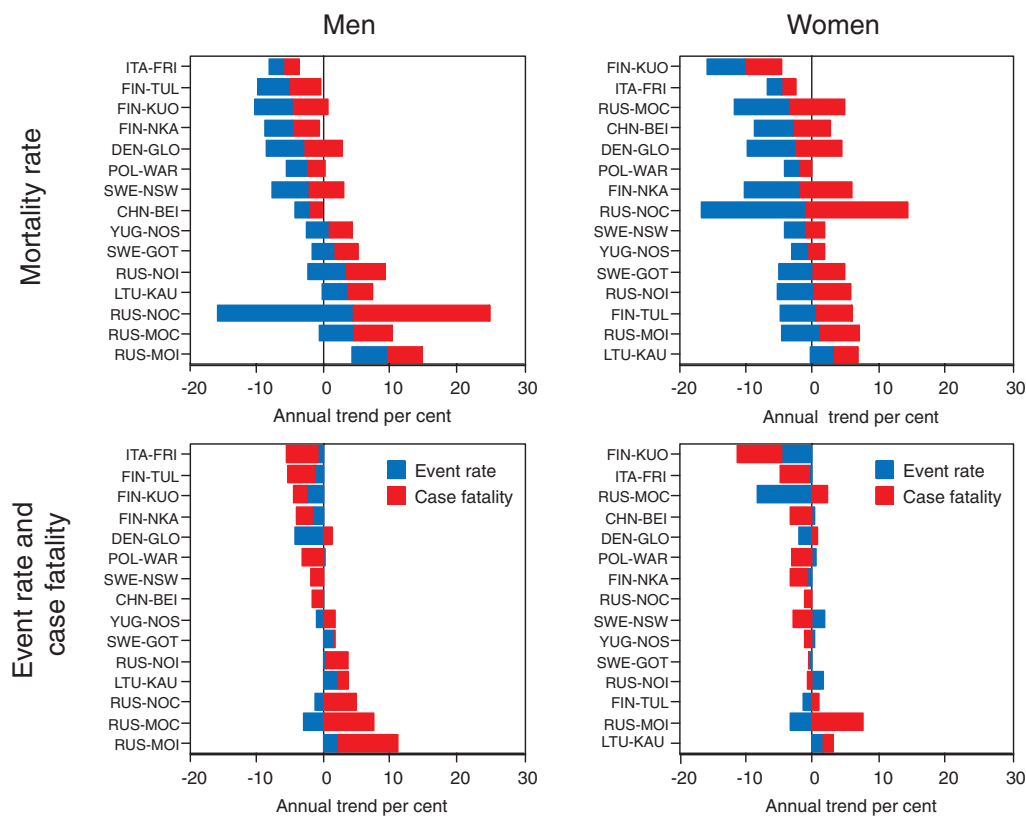 Men
Women
Mortality rate
ITA-FRI
FIN-TUL
FIN-KUO
FIN-NKA
DEN-GLO
POL-WAR
SWE-NSW
CHN-BEI
YUG-NOS
SWE-GOT
RUS-NOI
LTU-KAU
RUS-NOC
RUS-MOC
RUS-MOI
-20 -10 0 10 20 30
Annual trend per cent
FIN-KUO
ITA-FRI
RUS-MOC
CHN-BEI
DEN-GLO
POL-WAR
FIN-NKA
RUS-NOC
SWE-NSW
YUG-NOS
SWE-GOT
RUS-NOI
FIN-TUL
RUS-MOI
LTU-KAU
-20 -10 0 10 20 30
Annual trend per cent
Event rate and
case fatality
ITA-FRI
FIN-TUL
FIN-KUO
FIN-NKA
DEN-GLO
POL-WAR
SWE-NSW
CHN-BEI
YUG-NOS
SWE-GOT
RUS-NOI
LTU-KAU
RUS-NOC
RUS-MOC
RUS-MOI
Event rate
Case fatality
-20 -10 0 10 20 30
Annual trend per cent
FIN-KUO
ITA-FRI
RUS-MOC
CHN-BEI
DEN-GLO
POL-WAR
FIN-NKA
RUS-NOC
SWE-NSW
YUG-NOS
SWE-GOT
RUS-NOI
FIN-TUL
RUS-MOI
LTU-KAU
Event rate
Case fatality
-20 -10 0 10 20 30
Annual trend per cent